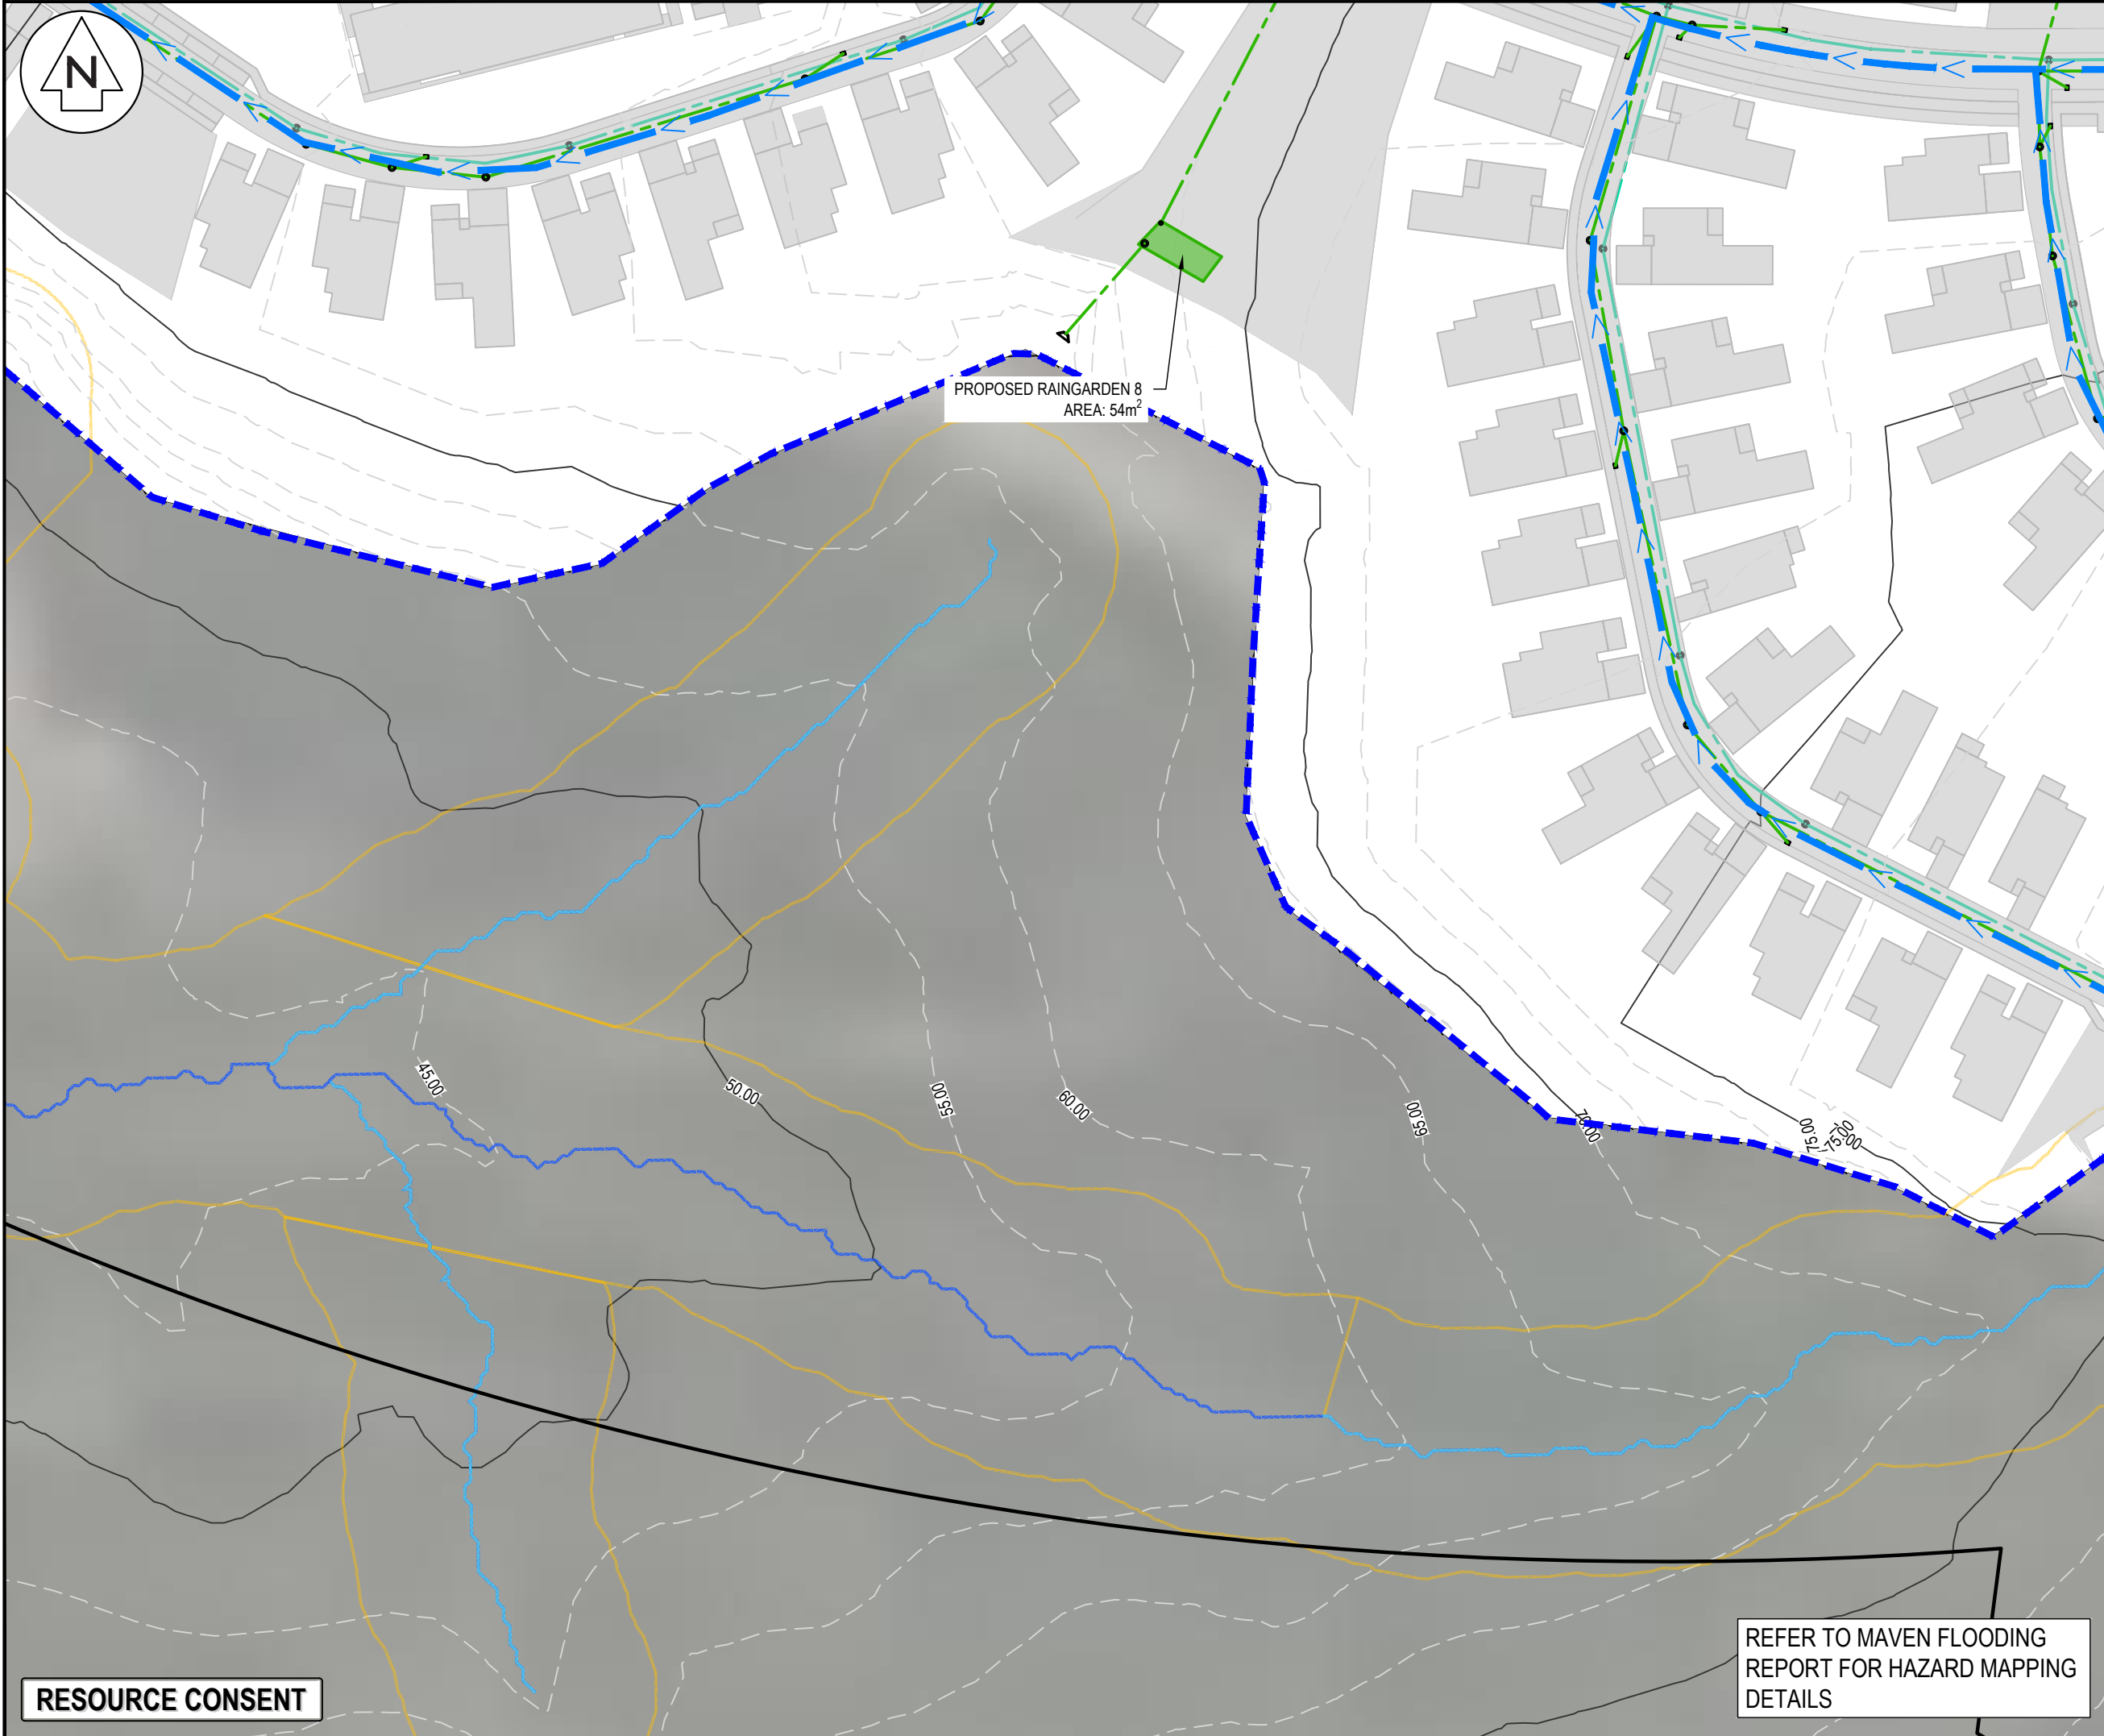 N
PROPOSED RAINGARDEN 8
AREA: 54m²
45.00
50.00
55.00
60.00
65.00
70.00
75.00
75.00
REFER TO MAVEN FLOODING
REPORT FOR HAZARD MAPPING
DETAILS
RESOURCE CONSENT